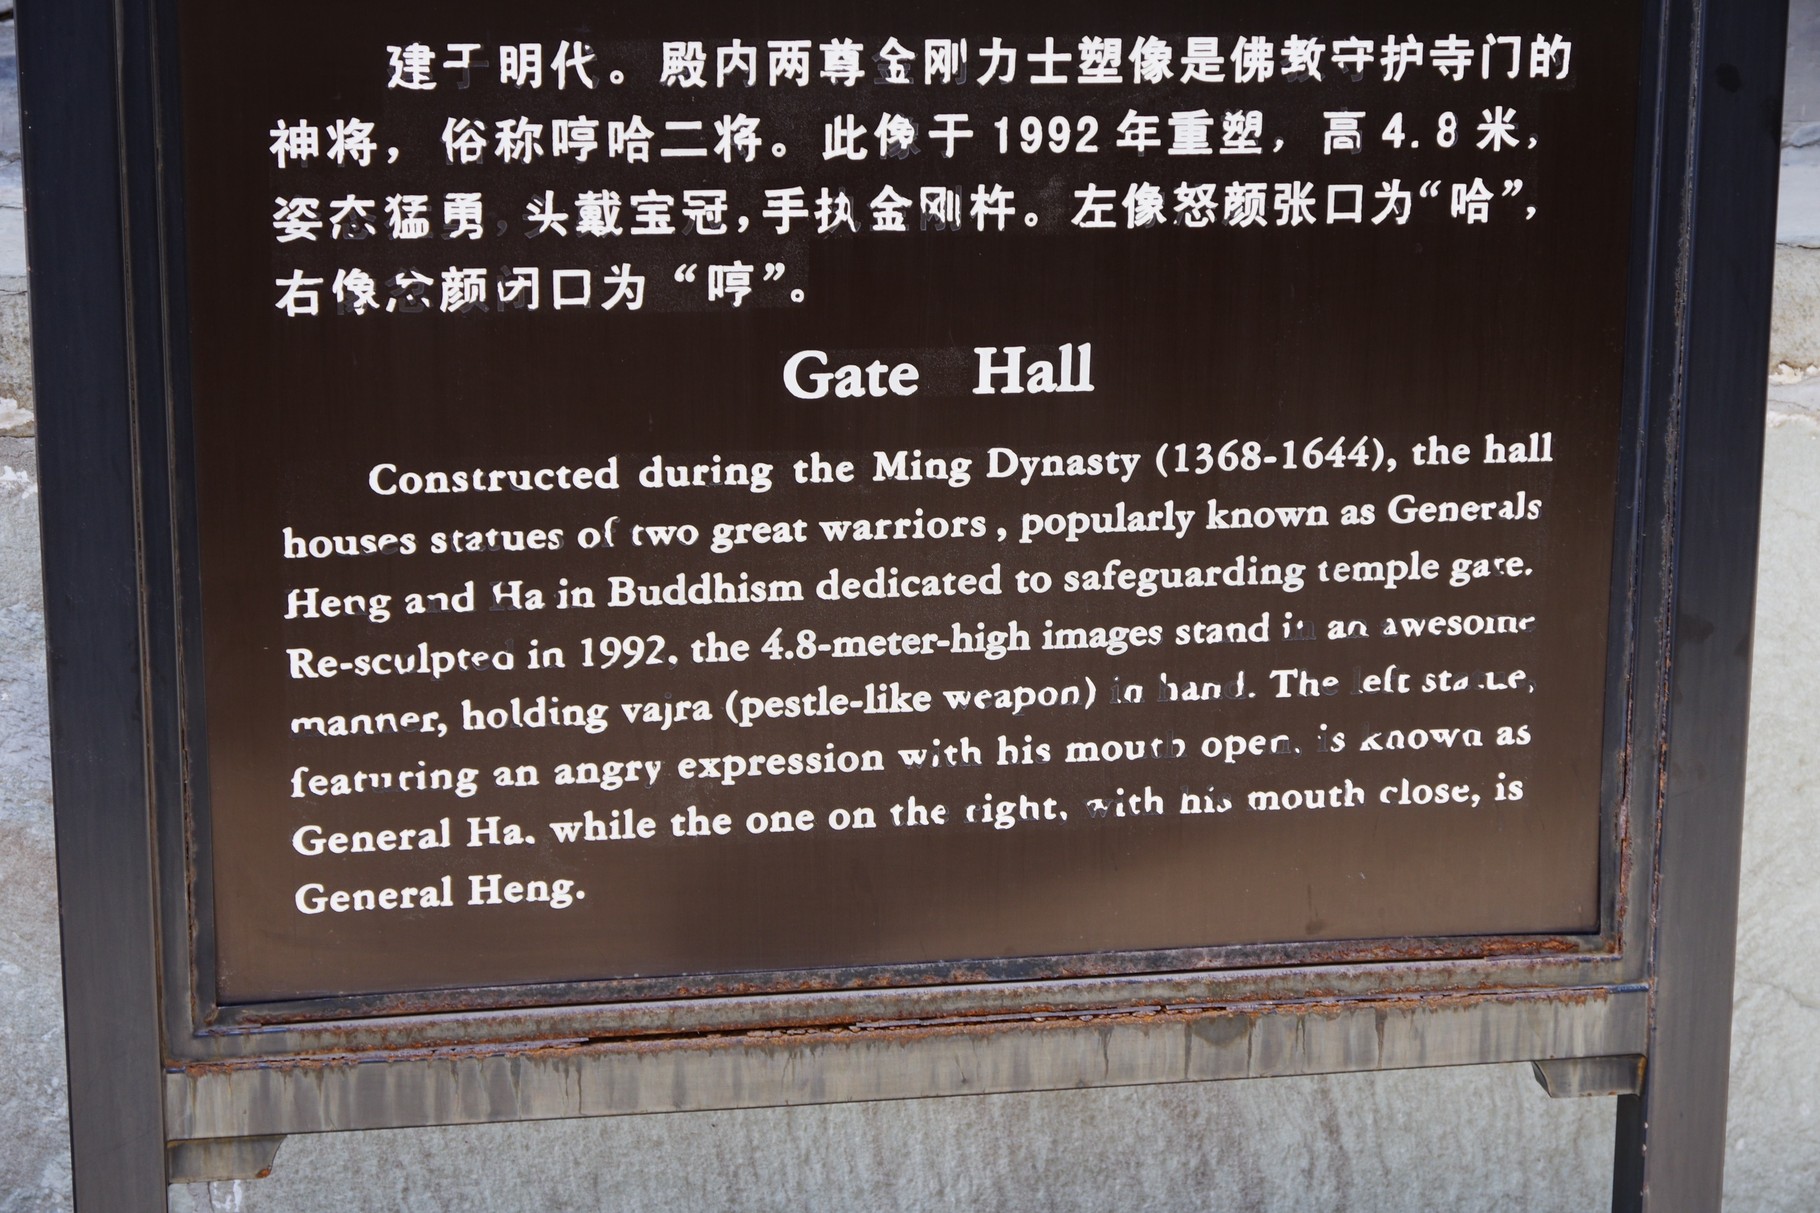 建于明代。殿内两尊金刚力士塑像是佛教守护寺门的
神将，俗称哼哈二将。此像于1992年重塑，高4.8米，
姿态猛勇，头戴宝冠，手执金刚杵。左像怒颜张口为“哈”，
右像忿颜闭口为“哼”。
Gate Hall
Constructed during the Ming Dynasty (1368-1644), the hall
houses statues of two great warriors, popularly known as Generals
Heng and Ha in Buddhism dedicated to safeguarding temple gate.
Re-sculpted in 1992, the 4.8-meter-high images stand in an awesome
manner, holding vajra (pestle-like weapon) in hand. The left statue,
featuring an angry expression with his mouth open, is known as
General Ha, while the one on the right, with his mouth close, is
General Heng.